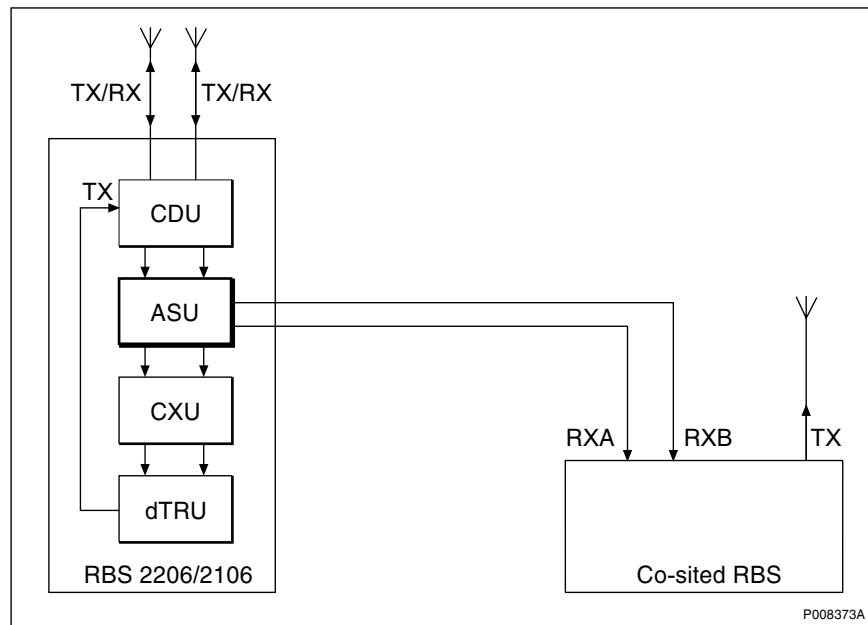 TX/RX
TX/RX
TX
CDU
ASU
CXU
RXA
RXB
TX
dTRU
RBS 2206/2106
Co-sited RBS
P008373A